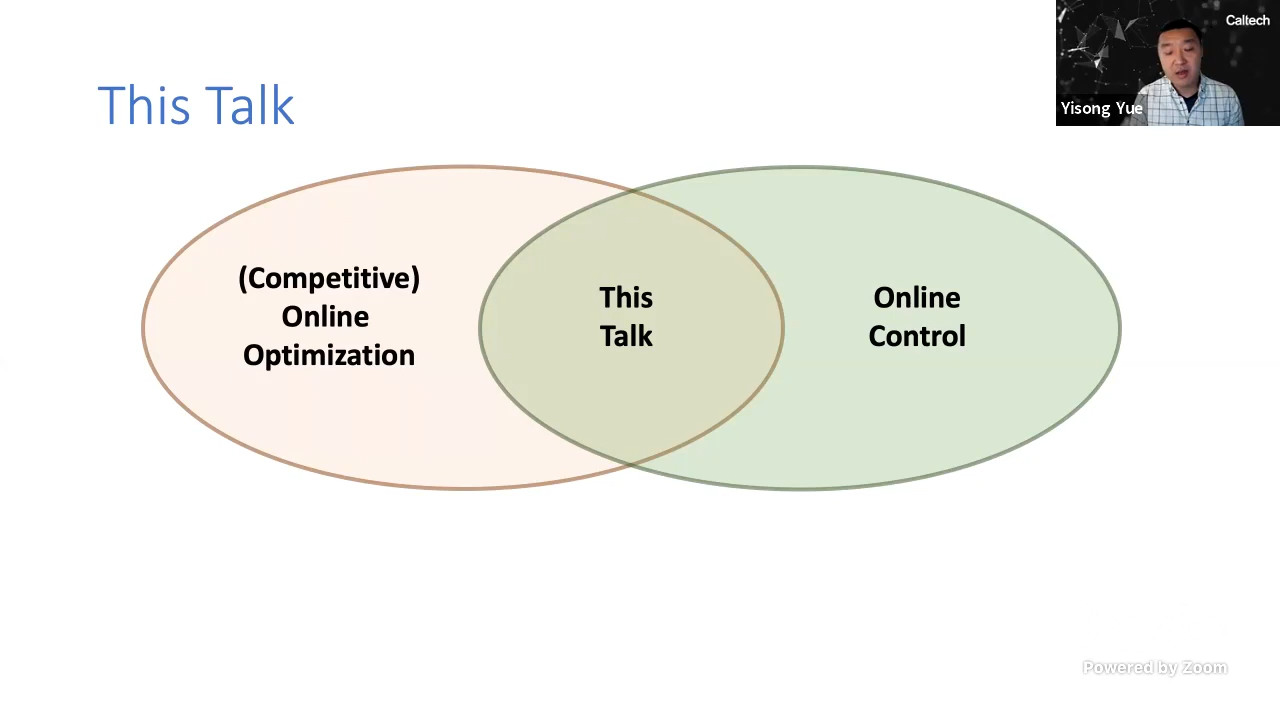 Caltech
This Talk
Yisong Yue
(Competitive)
Online
Optimization
This
Talk
Online
Control
Powered by Zoom